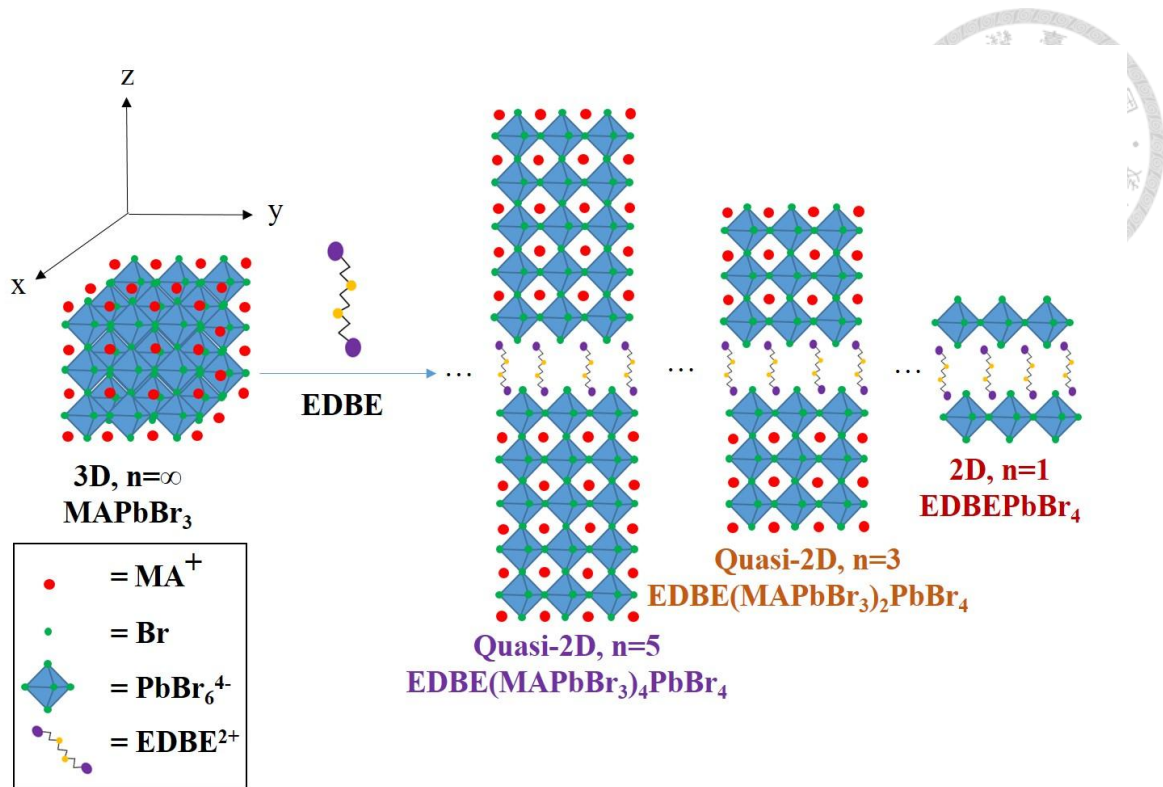 z
y
x
EDBE
...
...
...
3D, n=∞
MAPbBr₃
2D, n=1
EDBEPbBr₄
Quasi-2D, n=3
EDBE(MAPbBr₃)₂PbBr₄
Quasi-2D, n=5
EDBE(MAPbBr₃)₄PbBr₄
= MA⁺
= Br
= PbBr₆⁴⁻
= EDBE²⁺